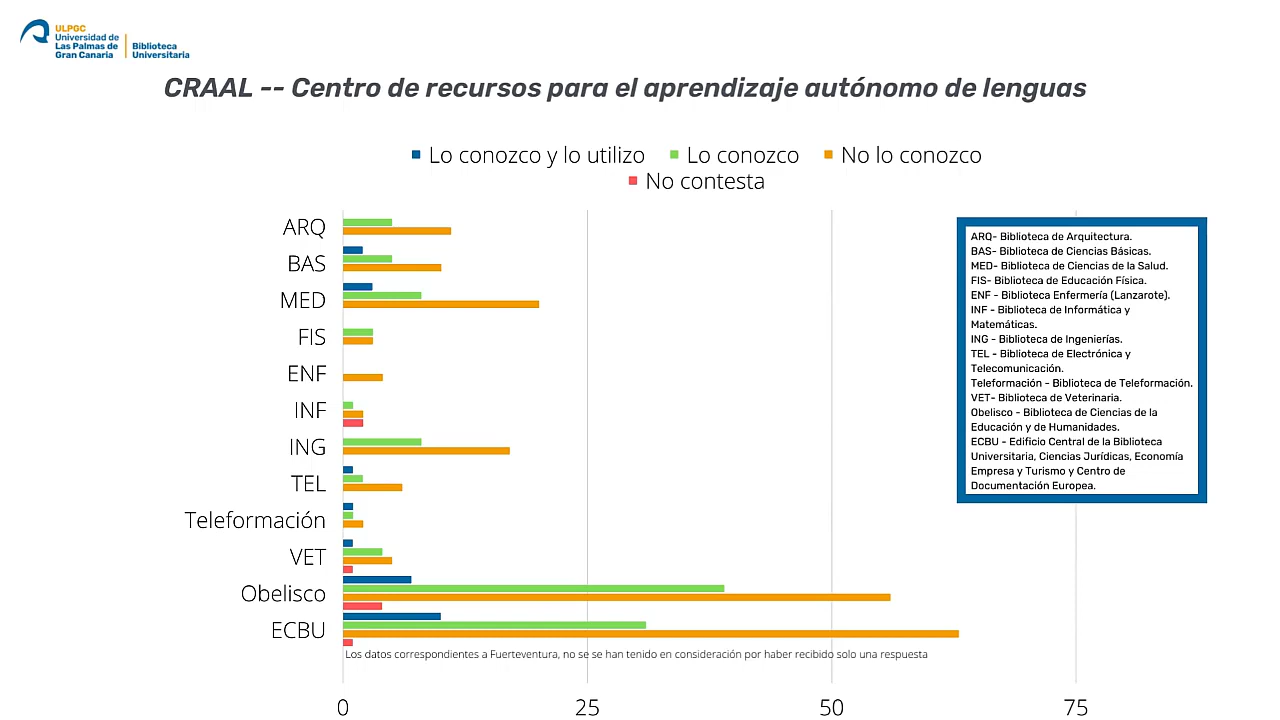 ULPGC
Universidad de
Las Palmas de
Gran Canaria
Biblioteca
Universitaria
CRAAL -- Centro de recursos para el aprendizaje autónomo de lenguas
Lo conozco y lo utilizo
Lo conozco
No lo conozco
No contesta
ARQ
BAS
MED
FIS
ENF
INF
ING
TEL
Teleformación
VET
Obelisco
ECBU
ARQ- Biblioteca de Arquitectura.
BAS- Biblioteca de Ciencias Básicas.
MED- Biblioteca de Ciencias de la Salud.
FIS- Biblioteca de Educación Física.
ENF - Biblioteca Enfermería (Lanzarote).
INF - Biblioteca de Informática y
Matemáticas.
ING - Biblioteca de Ingenierías.
TEL - Biblioteca de Electrónica y
Telecomunicación.
Teleformación - Biblioteca de Teleformación.
VET- Biblioteca de Veterinaria.
Obelisco - Biblioteca de Ciencias de la
Educación y de Humanidades.
ECBU - Edificio Central de la Biblioteca
Universitaria, Ciencias Jurídicas, Economía
Empresa y Turismo y Centro de
Documentación Europea.
Los datos correspondientes a Fuerteventura, no se se han tenido en consideración por haber recibido solo una respuesta
0
25
50
75